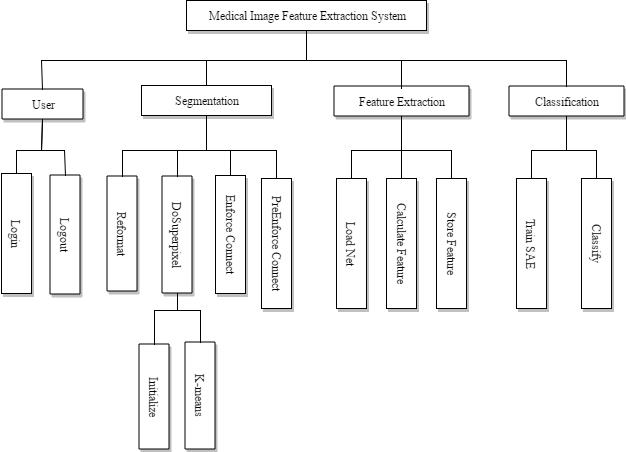 Medical Image Feature Extraction System
User
Segmentation
Feature Extraction
Classification
Login
Logout
Reformat
DoSuperpixel
Enforce Connect
PreEnforce Connect
Load Net
Calculate Feature
Store Feature
Train SAE
Classify
Initialize
K-means